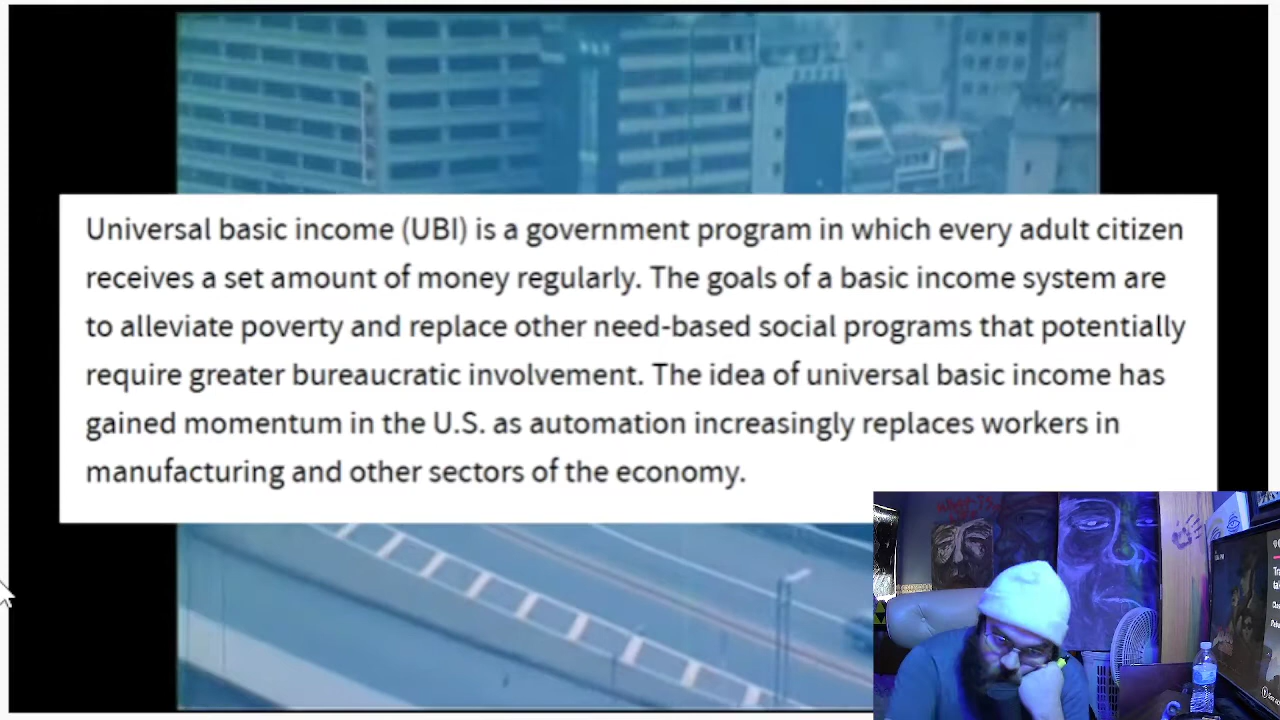 Universal basic income (UBI) is a government program in which every adult citizen
receives a set amount of money regularly. The goals of a basic income system are
to alleviate poverty and replace other need-based social programs that potentially
require greater bureaucratic involvement. The idea of universal basic income has
gained momentum in the U.S. as automation increasingly replaces workers in
manufacturing and other sectors of the economy.